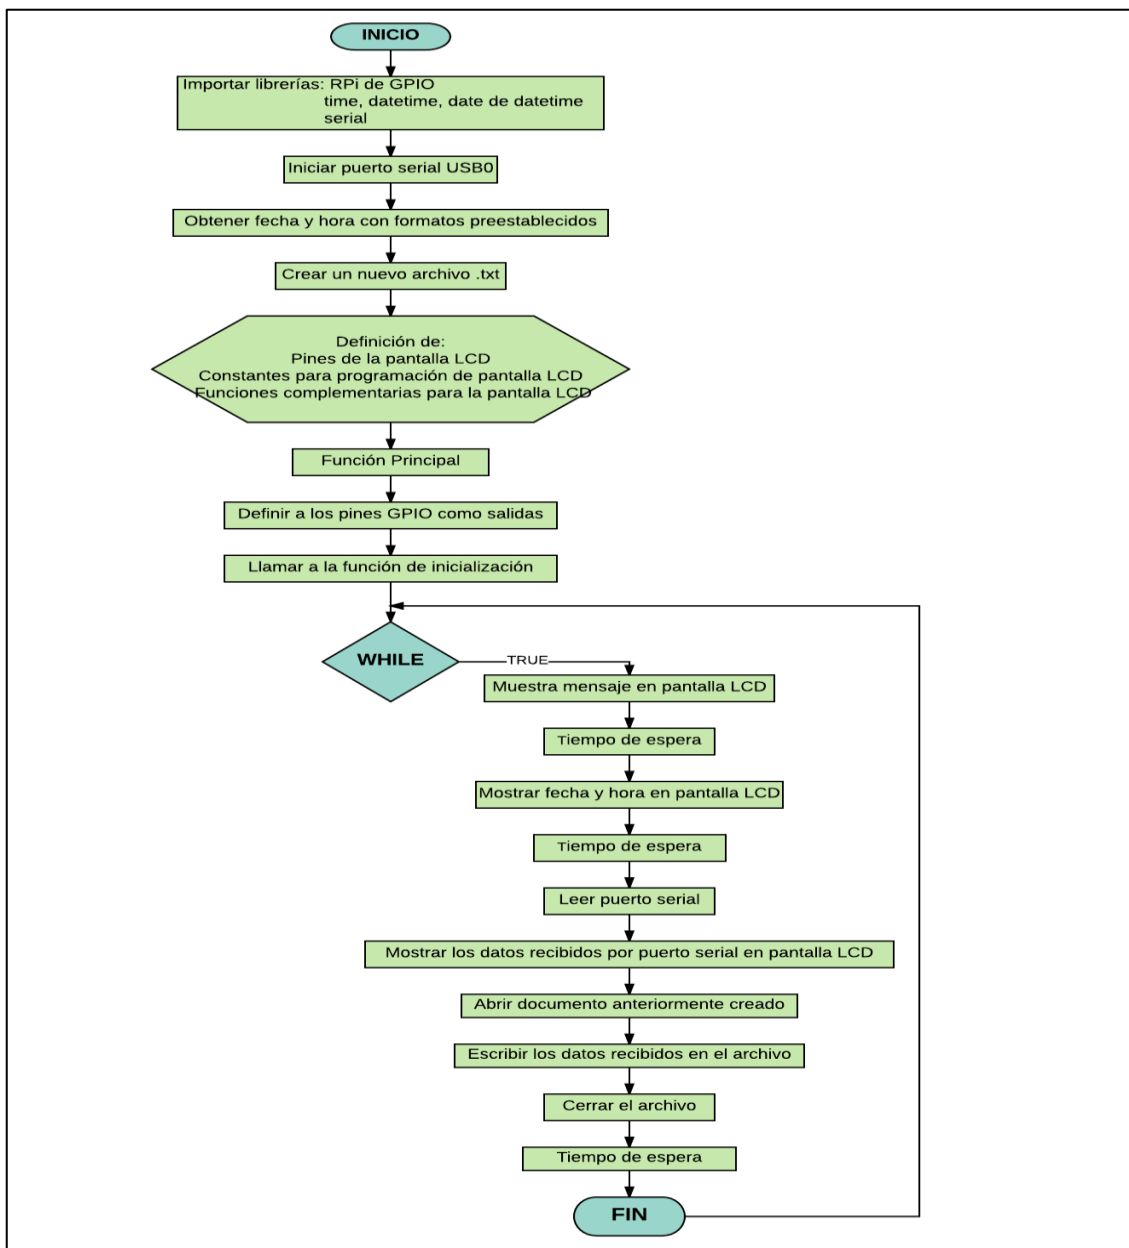 INICIO
Importar librerías: RPi de GPIO
time, datetime, date de datetime
serial
Iniciar puerto serial USB0
Obtener fecha y hora con formatos preestablecidos
Crear un nuevo archivo .txt
Definición de:
Pines de la pantalla LCD
Constantes para programación de pantalla LCD
Funciones complementarias para la pantalla LCD
Función Principal
Definir a los pines GPIO como salidas
Llamar a la función de inicialización
WHILE
TRUE
Muestra mensaje en pantalla LCD
Tiempo de espera
Mostrar fecha y hora en pantalla LCD
Tiempo de espera
Leer puerto serial
Mostrar los datos recibidos por puerto serial en pantalla LCD
Abrir documento anteriormente creado
Escribir los datos recibidos en el archivo
Cerrar el archivo
Tiempo de espera
FIN